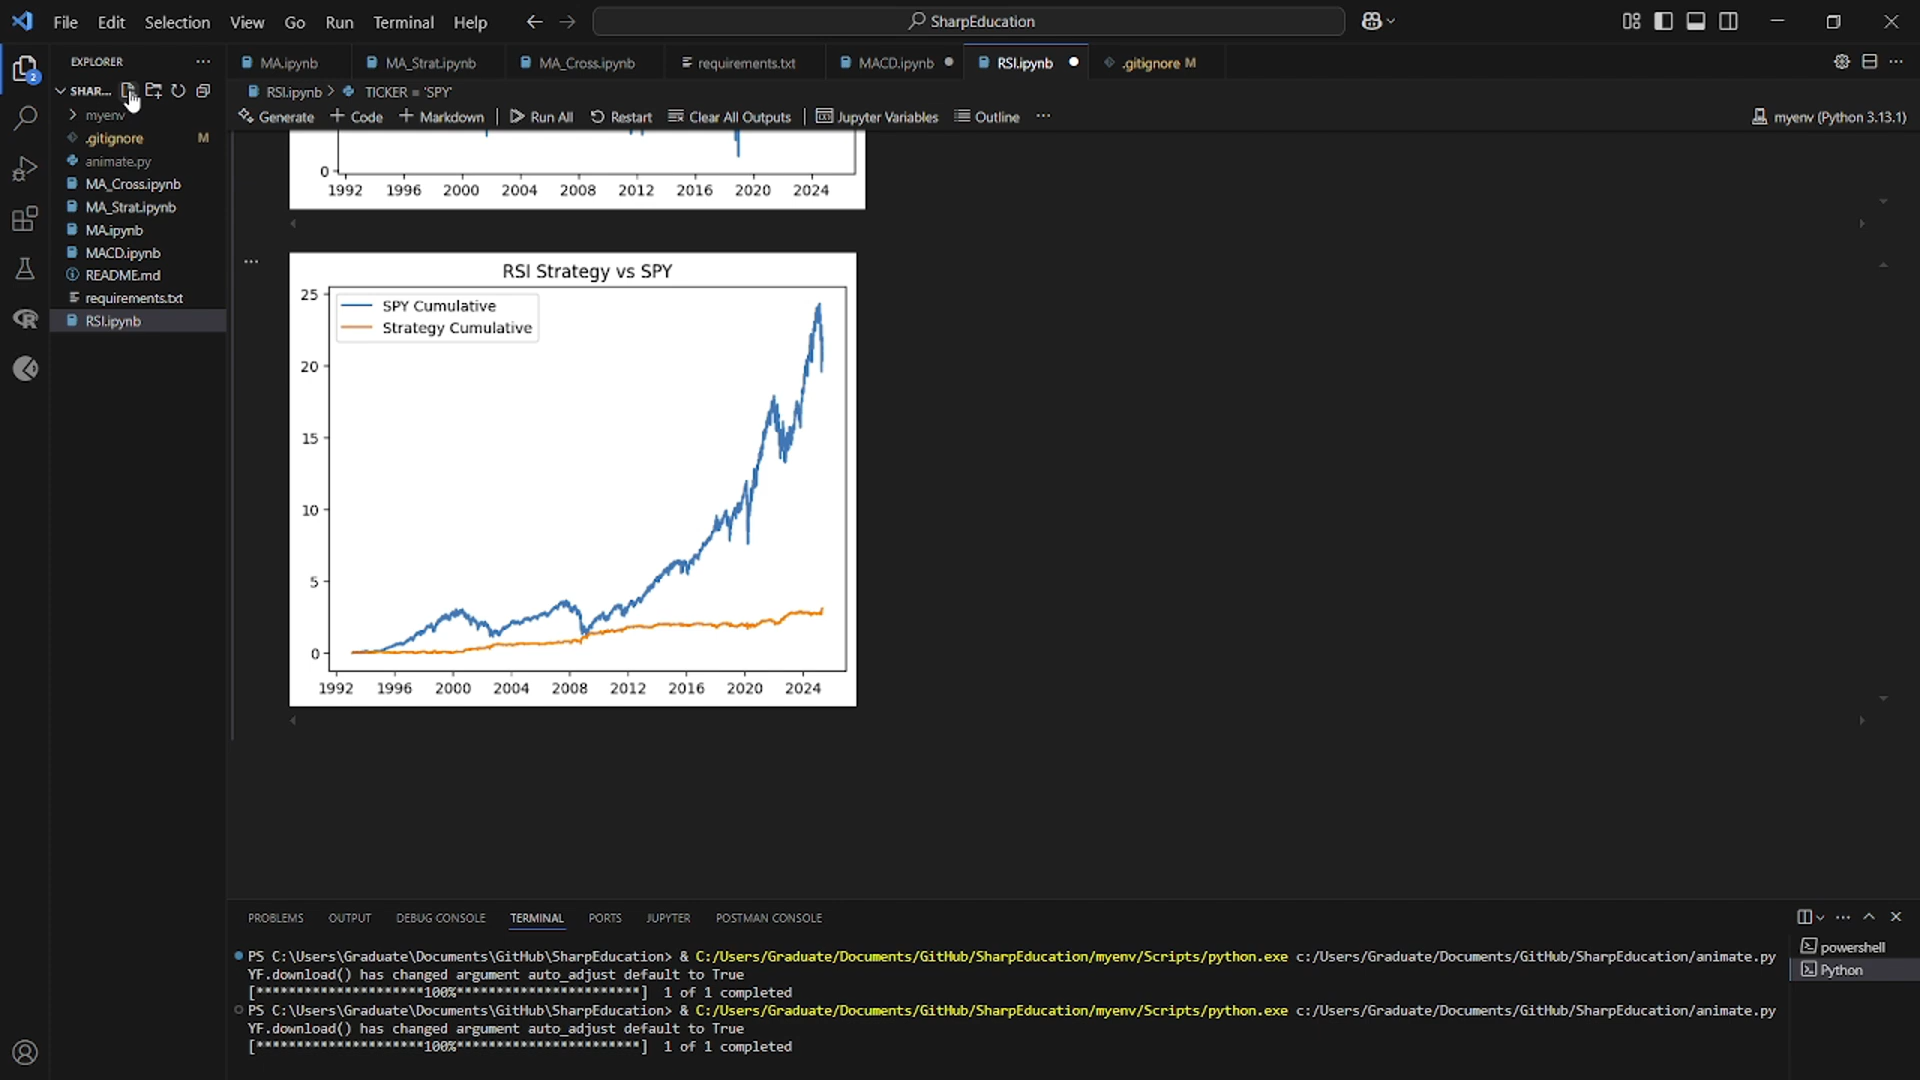 File Edit Selection View Go Run Terminal Help
SharpEducation
EXPLORER
SHAR...
myenv
.gitignore M
animate.py
MA_Cross.ipynb
MA_Strat.ipynb
MA.ipynb
MACD.ipynb
README.md
requirements.txt
RSI.ipynb
2
MA.ipynb MA_Strat.ipynb MA_Cross.ipynb requirements.txt MACD.ipynb RSI.ipynb .gitignore M
RSI.ipynb > TICKER = 'SPY'
Generate + Code + Markdown Run All Restart Clear All Outputs Jupyter Variables Outline ... myenv (Python 3.13.1)
0
1992 1996 2000 2004 2008 2012 2016 2020 2024
RSI Strategy vs SPY
SPY Cumulative
Strategy Cumulative
25
20
15
10
5
0
1992 1996 2000 2004 2008 2012 2016 2020 2024
PROBLEMS OUTPUT DEBUG CONSOLE TERMINAL PORTS JUPYTER POSTMAN CONSOLE
PS C:\Users\Graduate\Documents\GitHub\SharpEducation> & C:/Users/Graduate/Documents/GitHub/SharpEducation/myenv/Scripts/python.exe c:/Users/Graduate/Documents/GitHub/SharpEducation/animate.py
YF.download() has changed argument auto_adjust default to True
[*********************100%***********************] 1 of 1 completed
PS C:\Users\Graduate\Documents\GitHub\SharpEducation> & C:/Users/Graduate/Documents/GitHub/SharpEducation/myenv/Scripts/python.exe c:/Users/Graduate/Documents/GitHub/SharpEducation/animate.py
YF.download() has changed argument auto_adjust default to True
[*********************100%***********************] 1 of 1 completed
powershell
Python